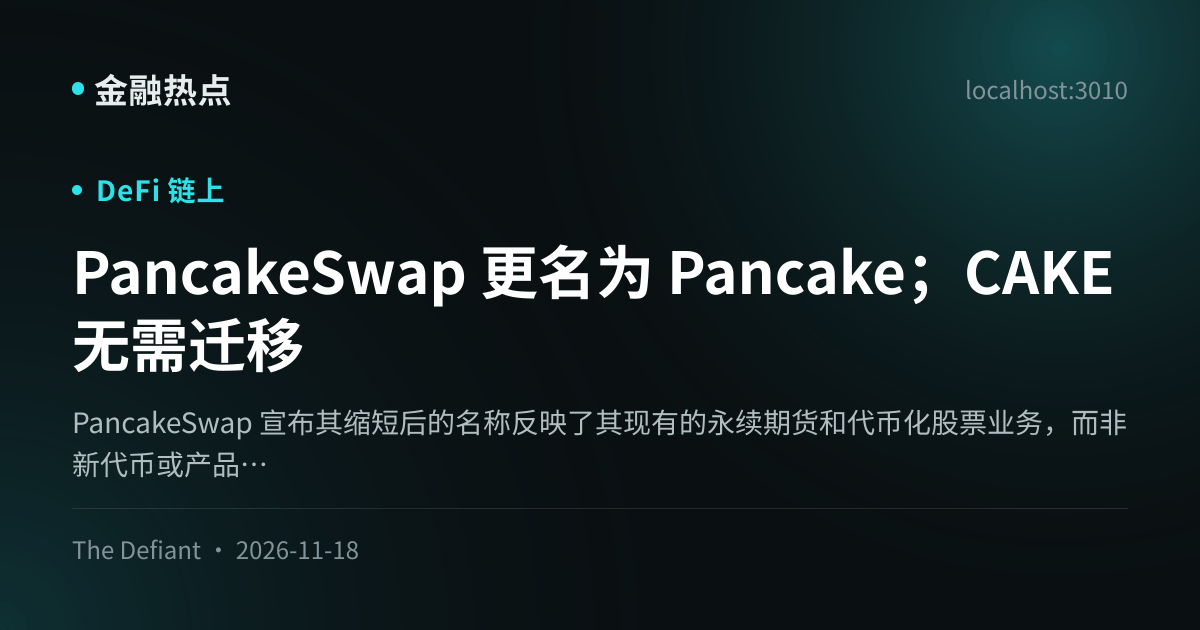 金融热点
localhost:3010
DeFi 链上
PancakeSwap 更名为 Pancake；CAKE
无需迁移
PancakeSwap 宣布其缩短后的名称反映了其现有的永续期货和代币化股票业务，而非
新代币或产品…
The Defiant • 2026-11-18